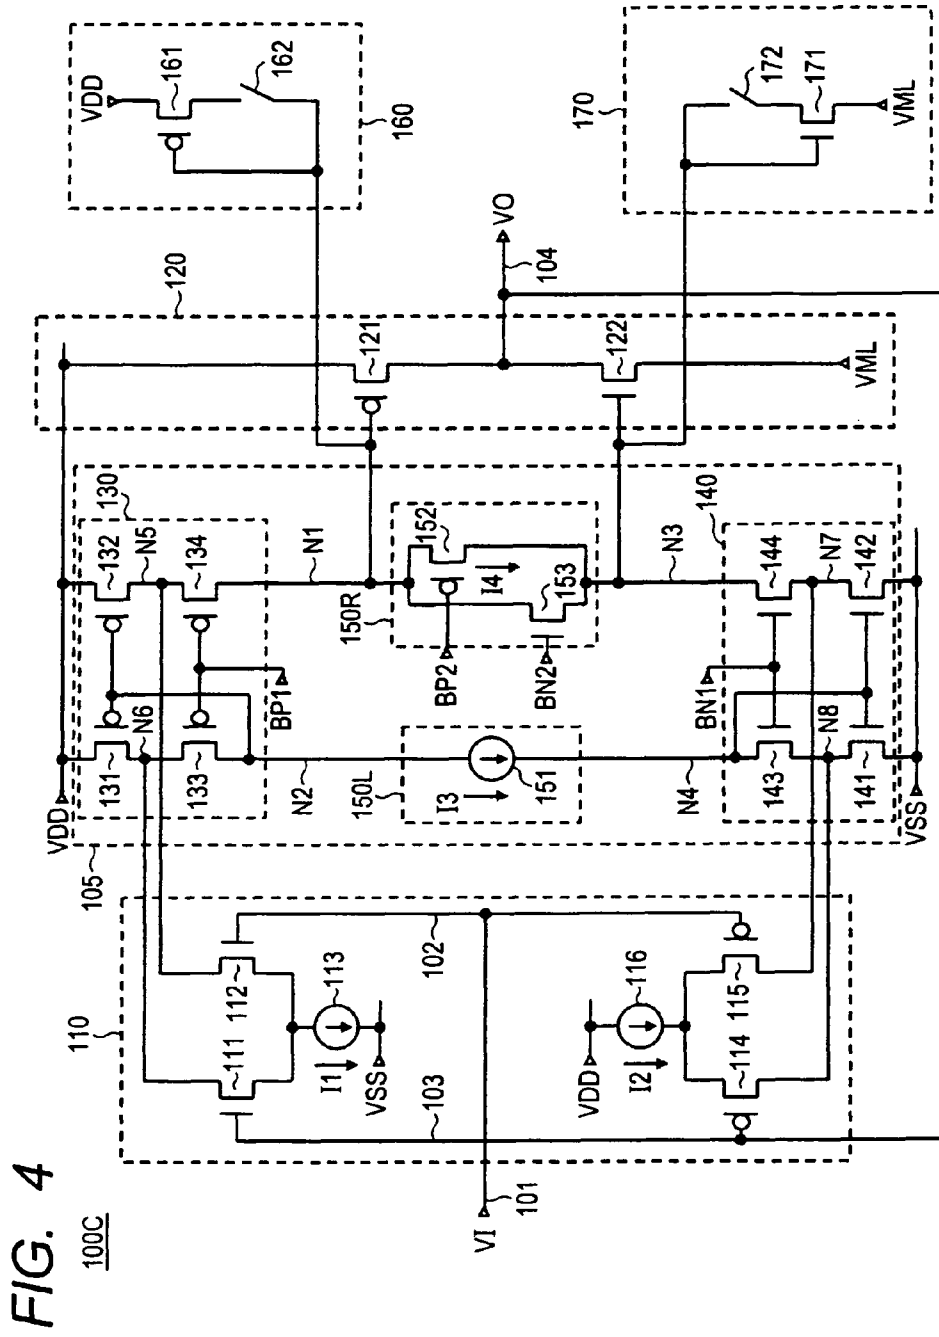 FIG. 4
100C
VDD
161
162
160
170
172
171
VML
VO
104
120
121
122
VML
130
132
N5
134
N1
150R
152
I4
153
BP2
BN2
N3
140
144
N7
142
BP1
BN1
131
N6
133
N2
150L
I3
151
N4
143
N8
141
VDD
VSS
105
110
112
111
113
I1
VSS
102
103
116
VDD
I2
115
114
101
VI